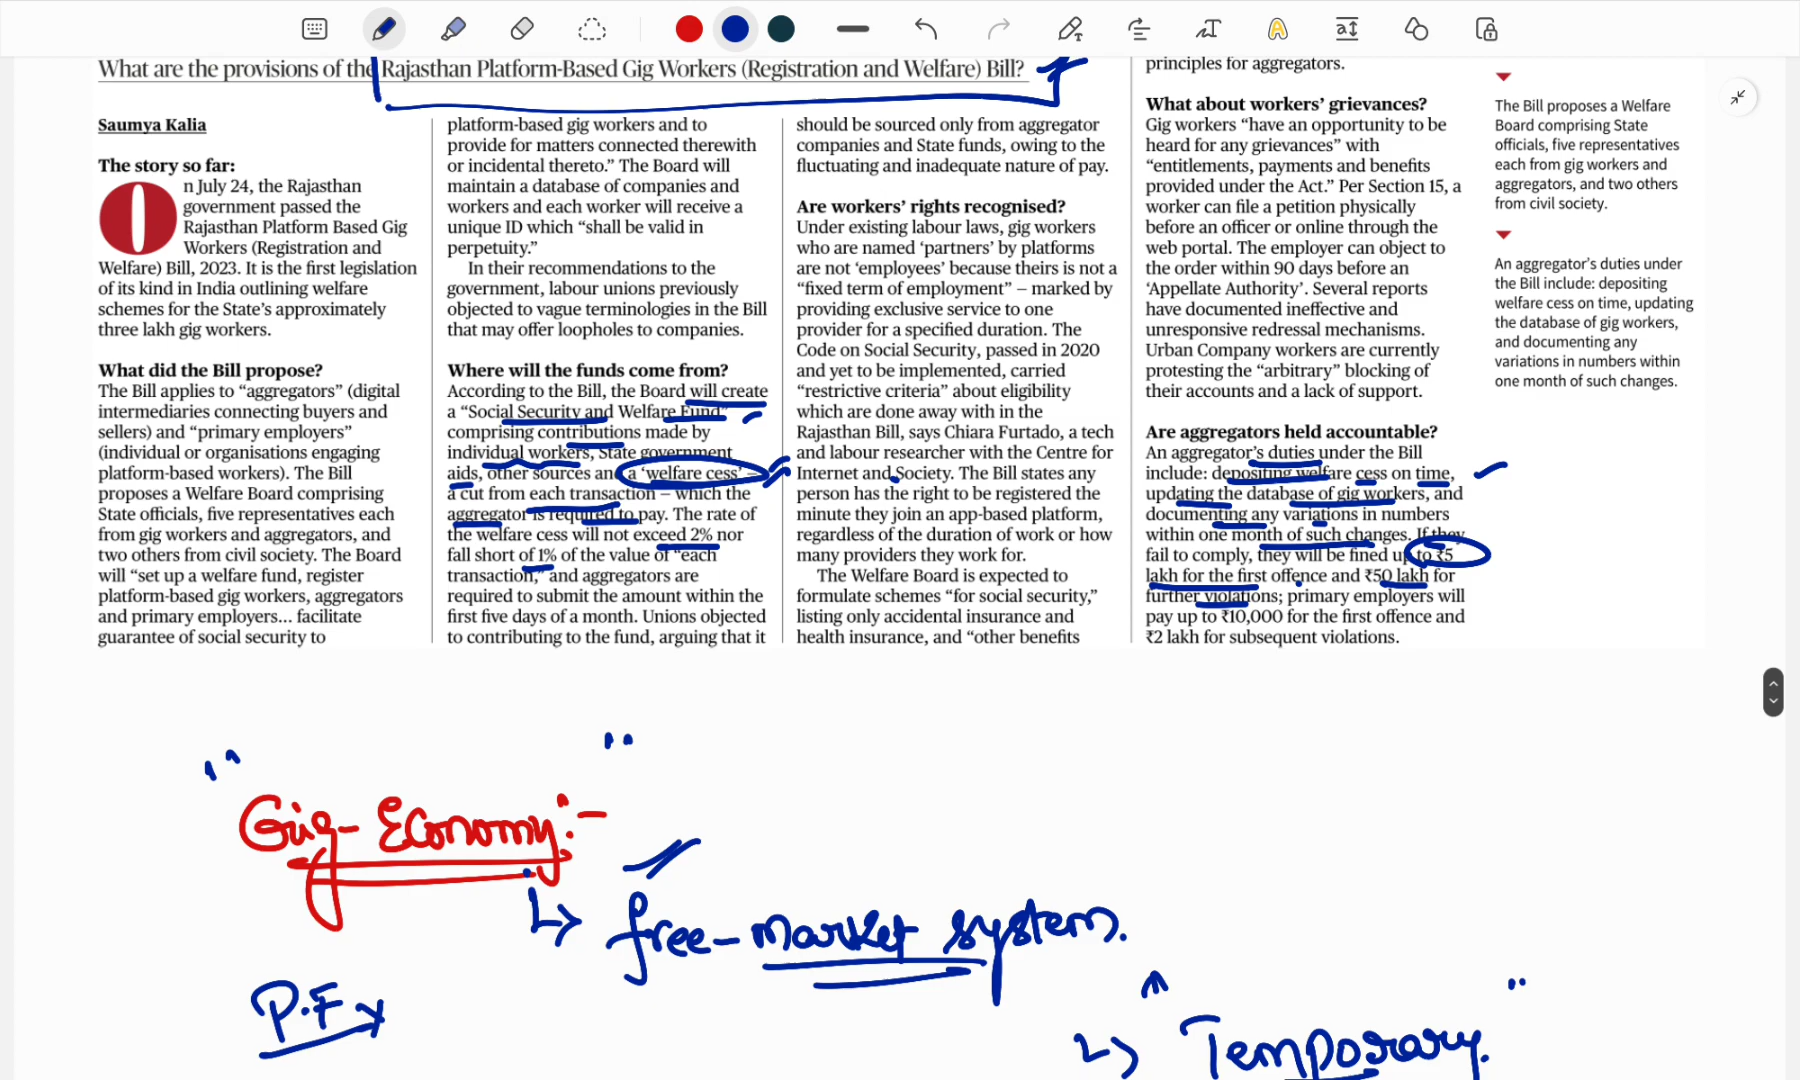 What are the provisions of the Rajasthan Platform-Based Gig Workers (Registration and Welfare) Bill?
Saumya Kalia
The story so far:
On July 24, the Rajasthan
government passed the
Rajasthan Platform Based Gig
Workers (Registration and
Welfare) Bill, 2023. It is the first legislation
of its kind in India outlining welfare
schemes for the State's approximately
three lakh gig workers.
What did the Bill propose?
The Bill applies to "aggregators" (digital
intermediaries connecting buyers and
sellers) and "primary employers"
(individual or organisations engaging
platform-based workers). The Bill
proposes a Welfare Board comprising
State officials, five representatives each
from gig workers and aggregators, and
two others from civil society. The Board
will "set up a welfare fund, register
platform-based gig workers, aggregators
and primary employers... facilitate
guarantee of social security to
platform-based gig workers and to
provide for matters connected therewith
or incidental thereto." The Board will
maintain a database of companies and
workers and each worker will receive a
unique ID which "shall be valid in
perpetuity."
In their recommendations to the
government, labour unions previously
objected to vague terminologies in the Bill
that may offer loopholes to companies.
Where will the funds come from?
According to the Bill, the Board will create
a "Social Security and Welfare Fund"
comprising contributions made by
individual workers, State government
aids, other sources and a 'welfare cess' –
a cut from each transaction – which the
aggregator is required to pay. The rate of
the welfare cess will not exceed 2% nor
fall short of 1% of the value of "each
transaction," and aggregators are
required to submit the amount within the
first five days of a month. Unions objected
to contributing to the fund, arguing that it
should be sourced only from aggregator
companies and State funds, owing to the
fluctuating and inadequate nature of pay.
Are workers' rights recognised?
Under existing labour laws, gig workers
who are named 'partners' by platforms
are not 'employees' because theirs is not a
"fixed term of employment" – marked by
providing exclusive service to one
provider for a specified duration. The
Code on Social Security, passed in 2020
and yet to be implemented, carried
"restrictive criteria" about eligibility
which are done away with in the
Rajasthan Bill, says Chiara Furtado, a tech
and labour researcher with the Centre for
Internet and Society. The Bill states any
person has the right to be registered the
minute they join an app-based platform,
regardless of the duration of work or how
many providers they work for.
The Welfare Board is expected to
formulate schemes "for social security,"
listing only accidental insurance and
health insurance, and "other benefits
principles for aggregators.
What about workers' grievances?
Gig workers "have an opportunity to be
heard for any grievances" with
"entitlements, payments and benefits
provided under the Act." Per Section 15, a
worker can file a petition physically
before an officer or online through the
web portal. The employer can object to
the order within 90 days before an
'Appellate Authority'. Several reports
have documented ineffective and
unresponsive redressal mechanisms.
Urban Company workers are currently
protesting the "arbitrary" blocking of
their accounts and a lack of support.
Are aggregators held accountable?
An aggregator's duties under the Bill
include: depositing welfare cess on time,
updating the database of gig workers, and
documenting any variations in numbers
within one month of such changes. If they
fail to comply, they will be fined up to ₹5
lakh for the first offence and ₹50 lakh for
further violations; primary employers will
pay up to ₹10,000 for the first offence and
₹2 lakh for subsequent violations.
The Bill proposes a Welfare
Board comprising State
officials, five representatives
each from gig workers and
aggregators, and two others
from civil society.
An aggregator's duties under
the Bill include: depositing
welfare cess on time, updating
the database of gig workers,
and documenting any
variations in numbers within
one month of such changes.
"Gig-Economy:-"
free-market system.
P.F
Temporary.